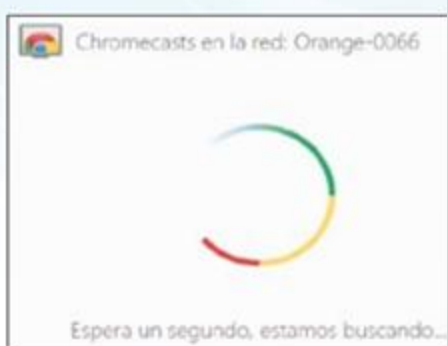 Chromecasts en la red: Orange-0066
Espera un segundo, estamos buscando...